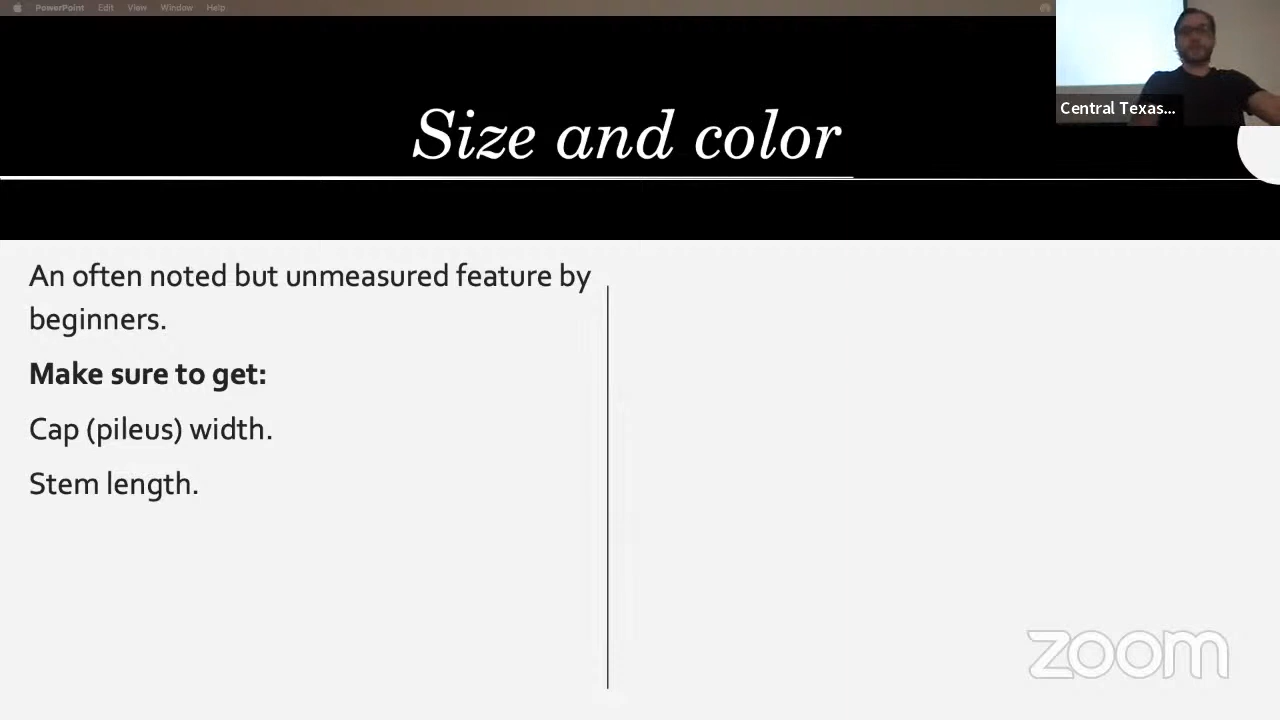 PowerPoint Edit View Window Help
Central Texas...
Size and color
An often noted but unmeasured feature by
beginners.
Make sure to get:
Cap (pileus) width.
Stem length.
zoom